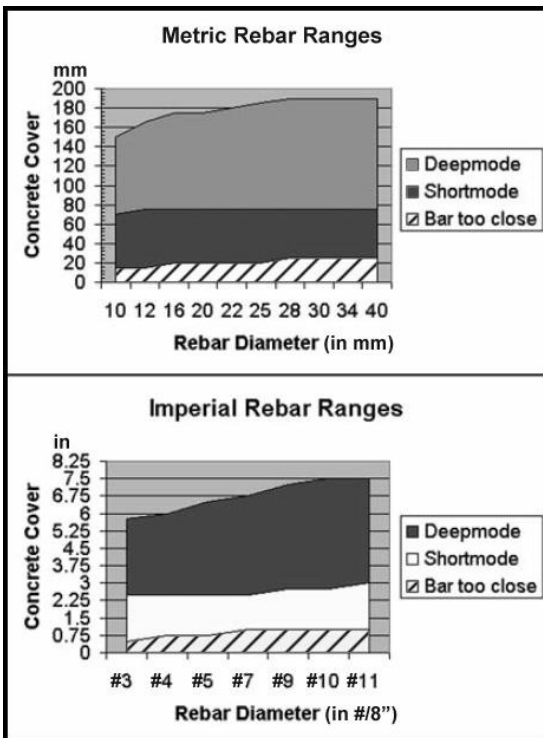 Metric Rebar Ranges
mm
200
180
160
140
120
100
80
60
40
20
0
Concrete Cover
10 12 16 20 22 25 28 30 34 40
Rebar Diameter (in mm)
Deepmode
Shortmode
Bar too close
Imperial Rebar Ranges
in
8.25
7.5
6.75
6
5.25
4.5
3.75
3
2.25
1.5
0.75
0
Concrete Cover
#3 #4 #5 #7 #9 #10 #11
Rebar Diameter (in #/8”)
Deepmode
Shortmode
Bar too close